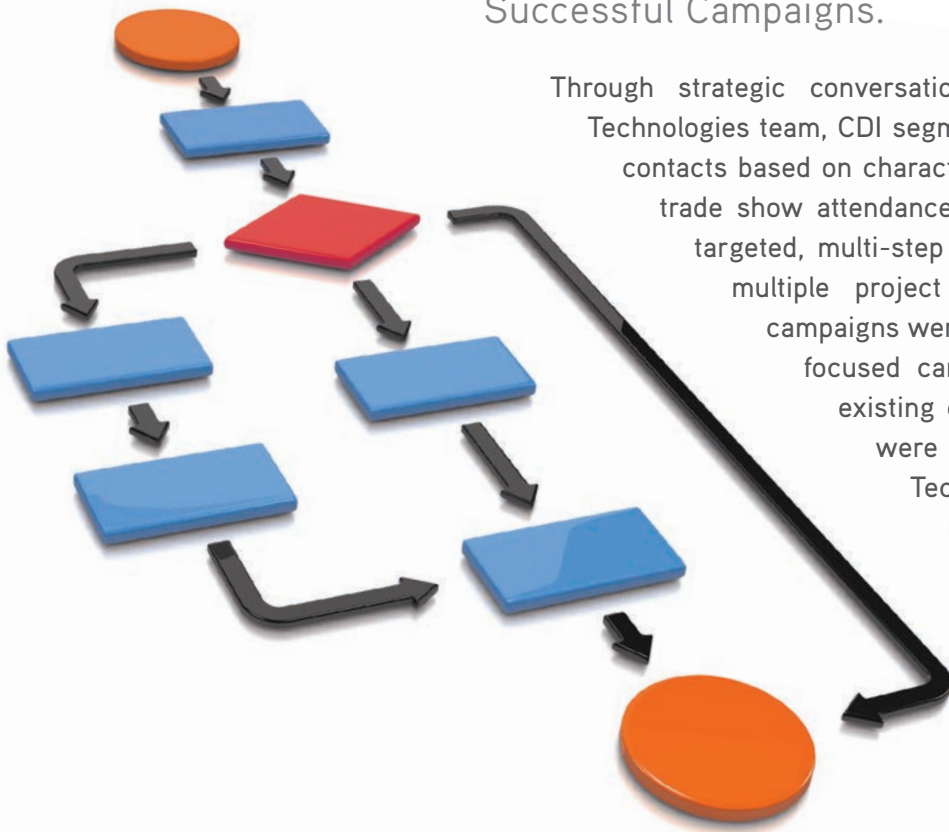 Successful Campaigns.
Through strategic conversatio
Technologies team, CDI segm
contacts based on charact
trade show attendance
targeted, multi-step
multiple project
campaigns wer
focused car
existing
were
Tec